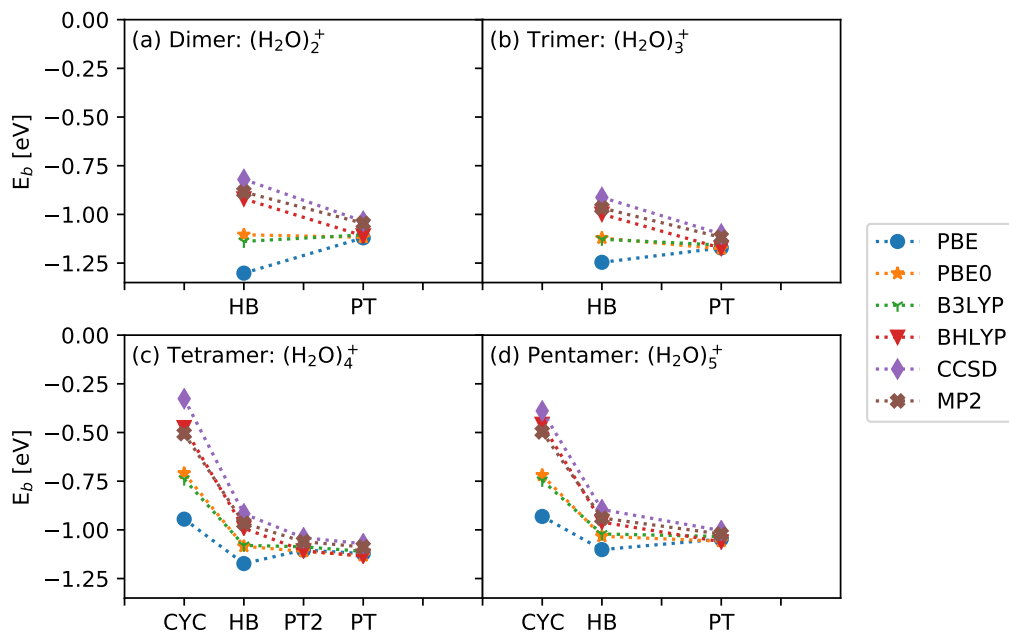 (a) Dimer: (H₂O)₂⁺
(b) Trimer: (H₂O)₃⁺
0.00
−0.25
−0.50
−0.75
−1.00
−1.25
E_b [eV]
HB PT
HB PT
(c) Tetramer: (H₂O)₄⁺
(d) Pentamer: (H₂O)₅⁺
0.00
−0.25
−0.50
−0.75
−1.00
−1.25
E_b [eV]
CYC HB PT2 PT
CYC HB PT
PBE
PBE0
B3LYP
BHLYP
CCSD
MP2